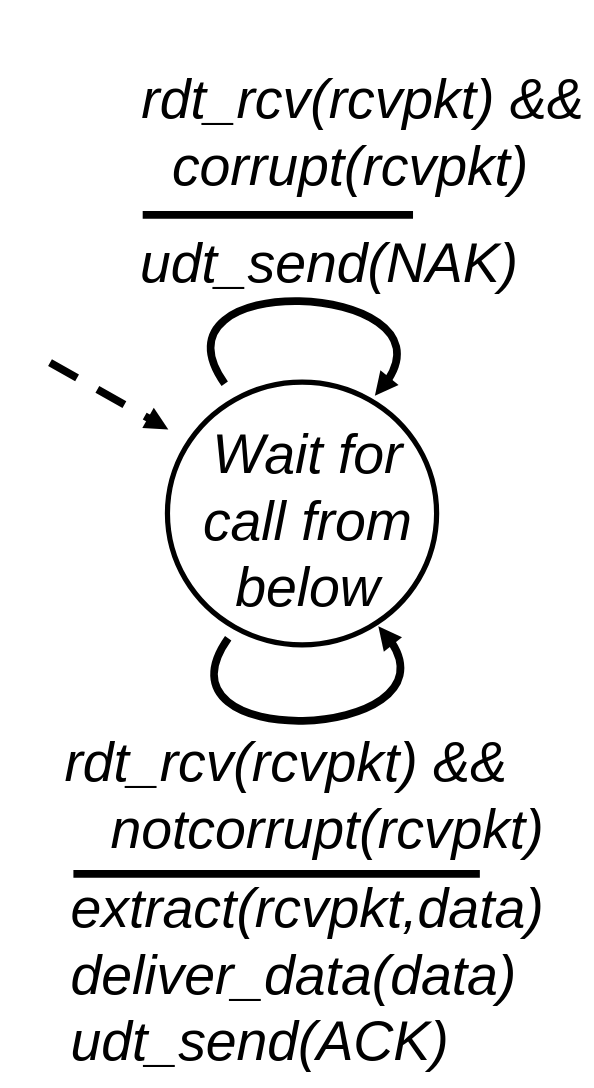 rdt_rcv(rcvpkt) &&
corrupt(rcvpkt)
udt_send(NAK)
Wait for
call from
below
rdt_rcv(rcvpkt) &&
notcorrupt(rcvpkt)
extract(rcvpkt,data)
deliver_data(data)
udt_send(ACK)